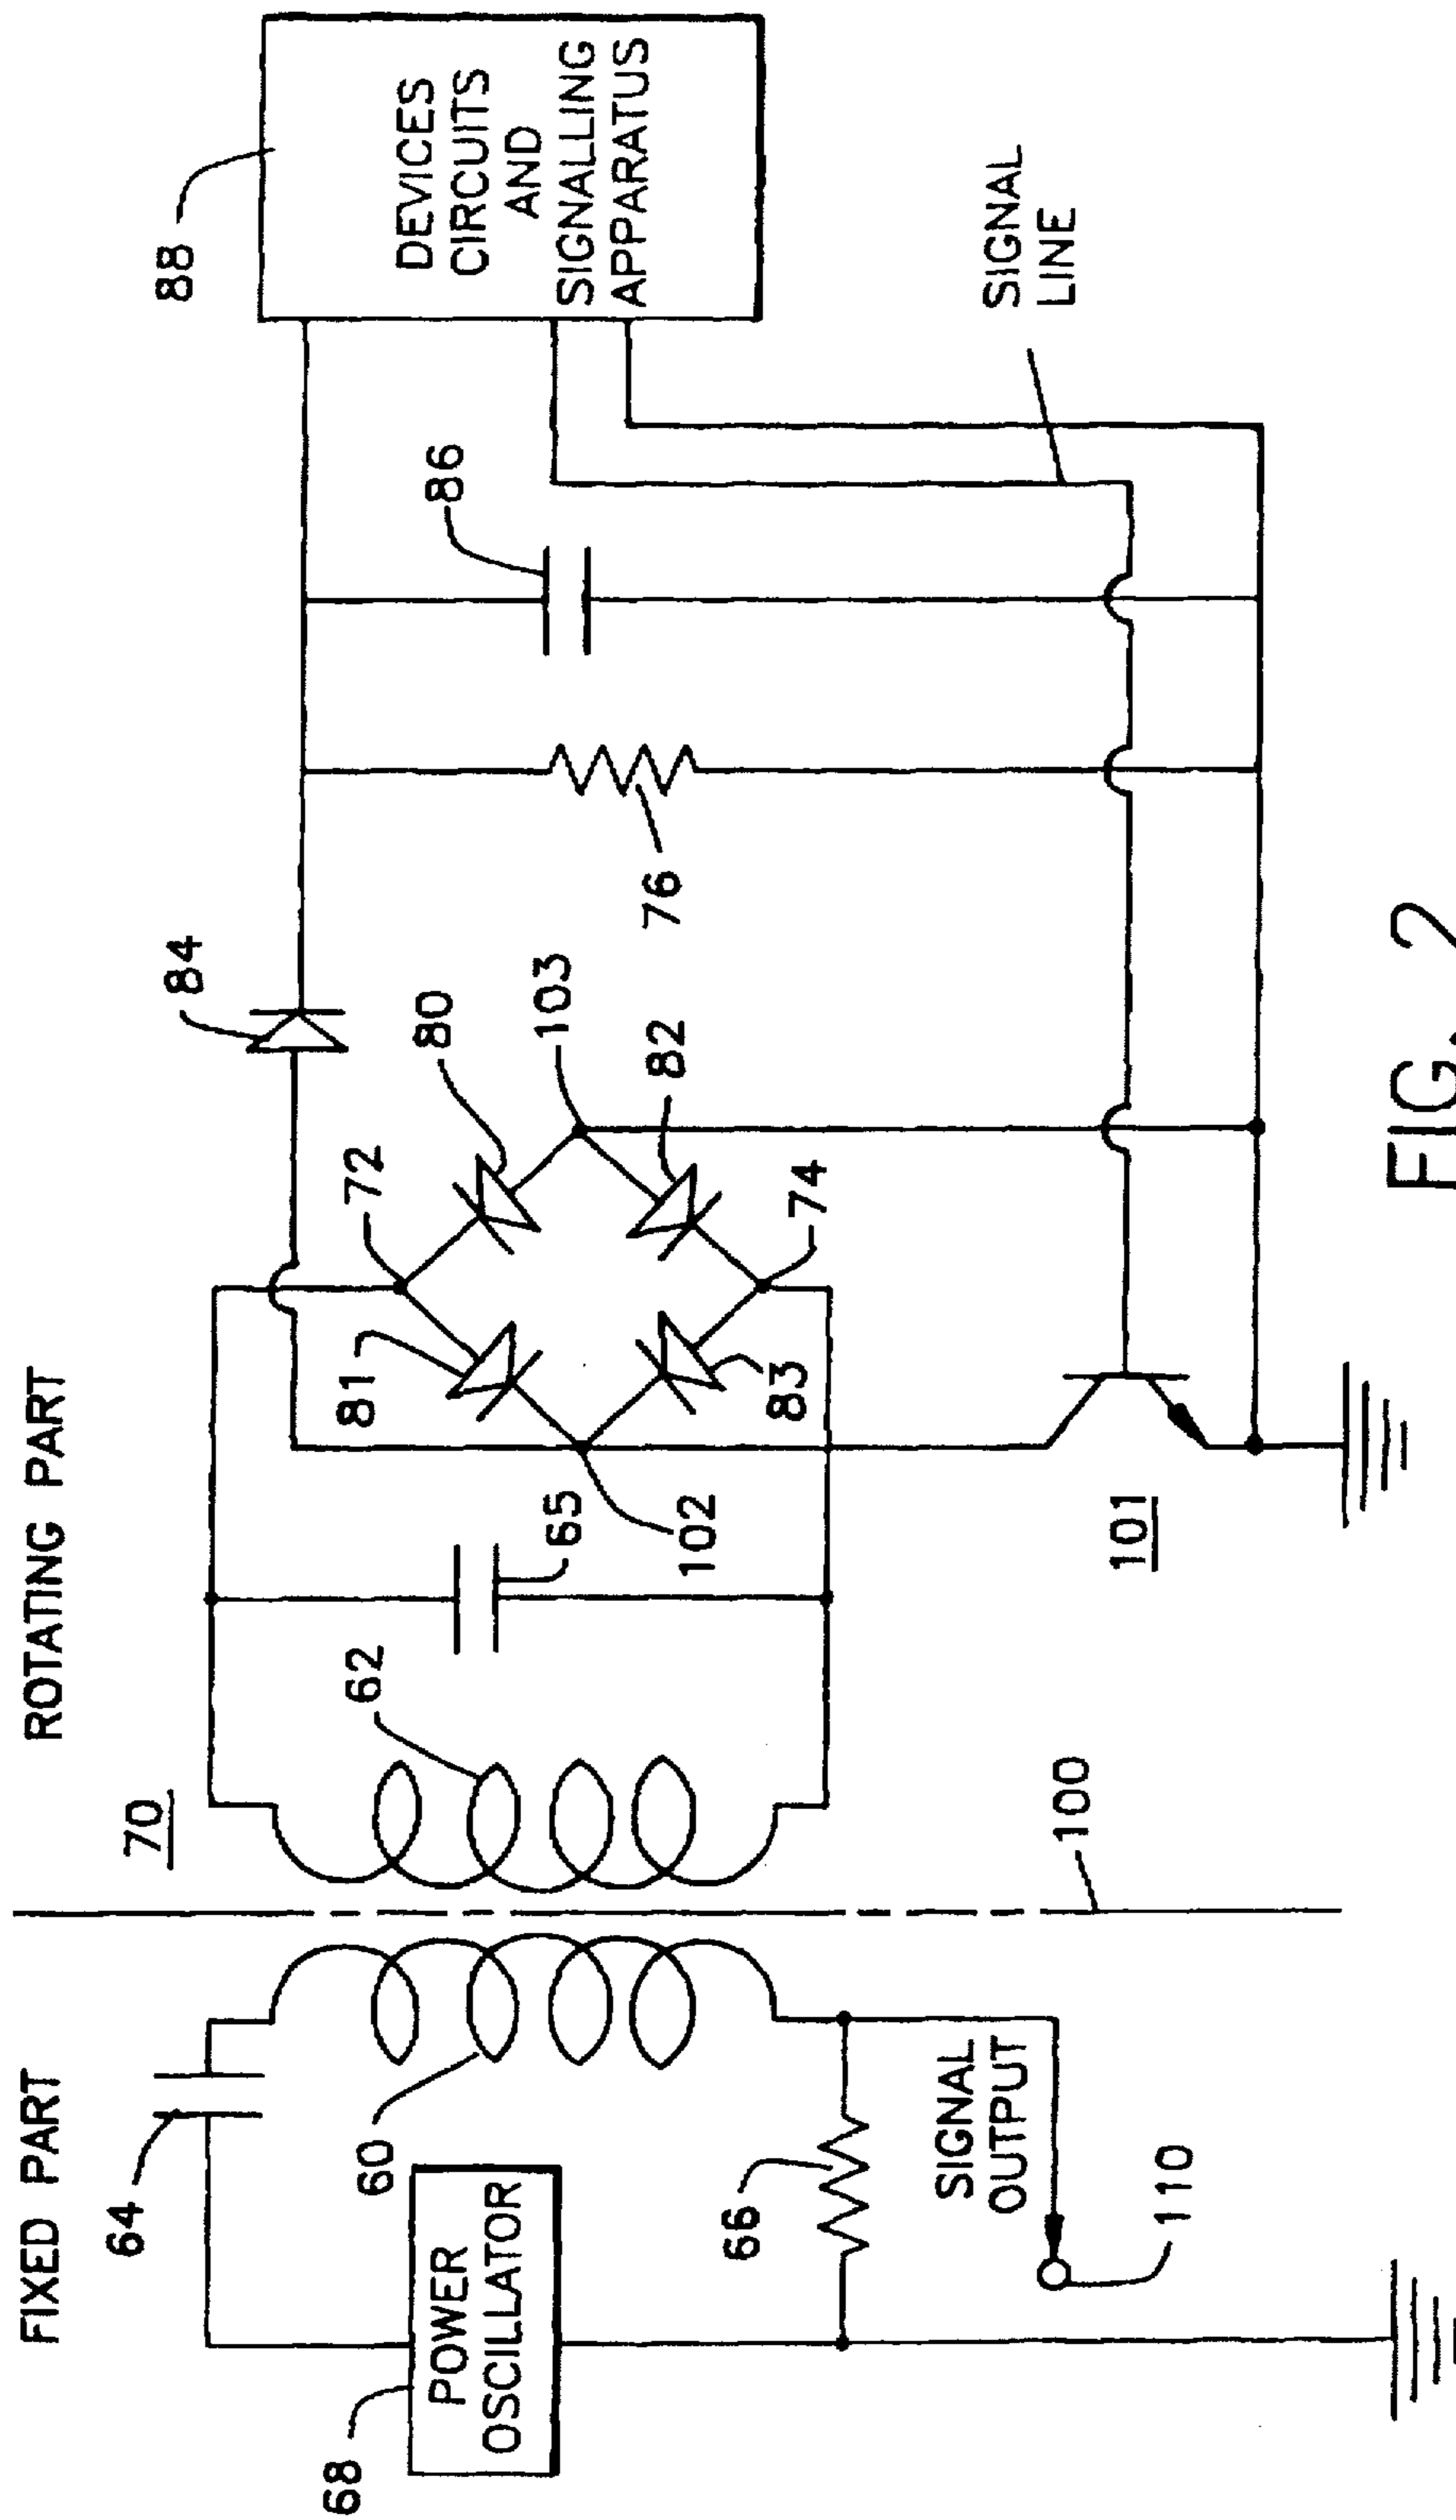 FIXED PART
ROTATING PART
64
70
84
88
68
POWER
OSCILLATOR
60
62
65
81
72
80
103
82
74
83
102
86
76
DEVICES
CIRCUITS
AND
SIGNALLING
APPARATUS
66
SIGNAL
OUTPUT
110
100
101
SIGNAL
LINE
FIG. 2